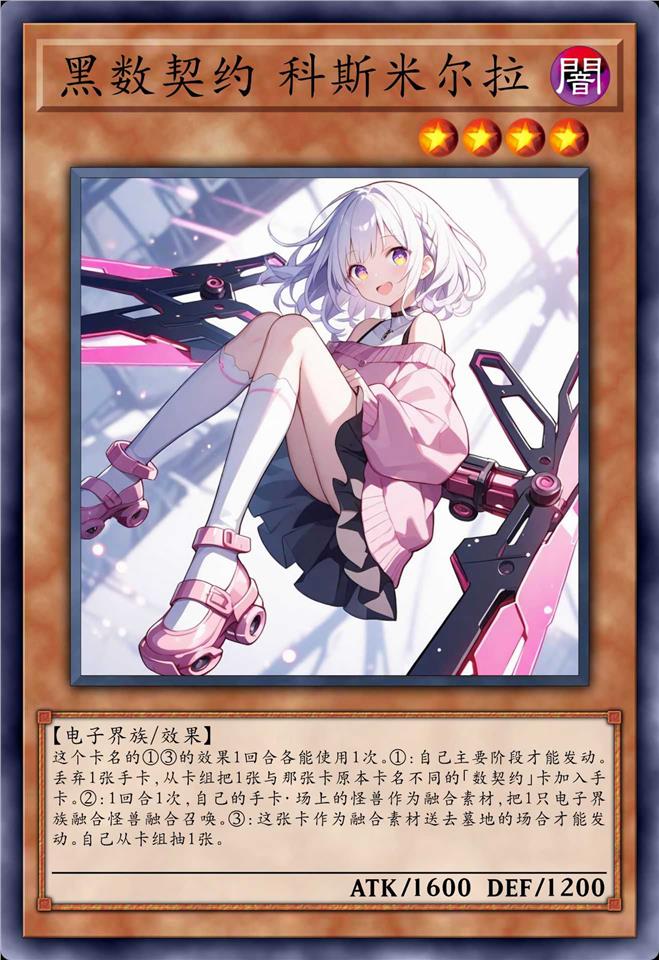 黑数契约 科斯米尔拉
闇
【电子界族/效果】
这个卡名的①③的效果1回合各能使用1次。①:自己主要阶段才能发动。
丢弃1张手卡,从卡组把1张与那张卡原本卡名不同的「数契约」卡加入手
卡。②:1回合1次,自己的手卡·场上的怪兽作为融合素材,把1只电子界
族融合怪兽融合召唤。③:这张卡作为融合素材送去墓地的场合才能发
动。自己从卡组抽1张。
ATK/1600 DEF/1200